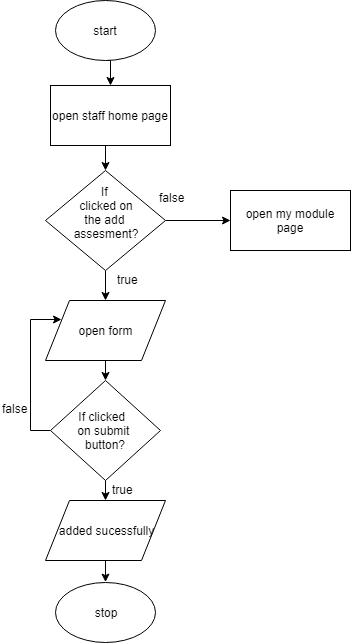 start
open staff home page
If
clicked on
the add
assesment?
false
open my module
page
true
open form
If clicked
on submit
button?
false
true
added sucessfully
stop